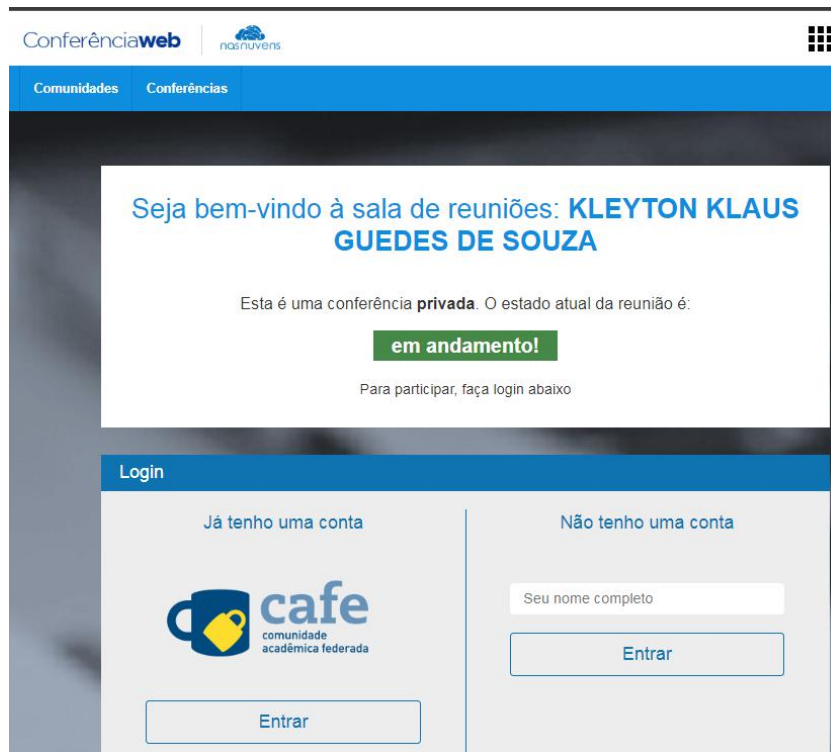 Conferênciaweb
nasnuvens
Comunidades Conferências
Seja bem-vindo à sala de reuniões: KLEYTON KLAUS
GUEDES DE SOUZA
Esta é uma conferência privada. O estado atual da reunião é:
em andamento!
Para participar, faça login abaixo
Login
Já tenho uma conta
cafe
comunidade
acadêmica federada
Entrar
Não tenho uma conta
Seu nome completo
Entrar